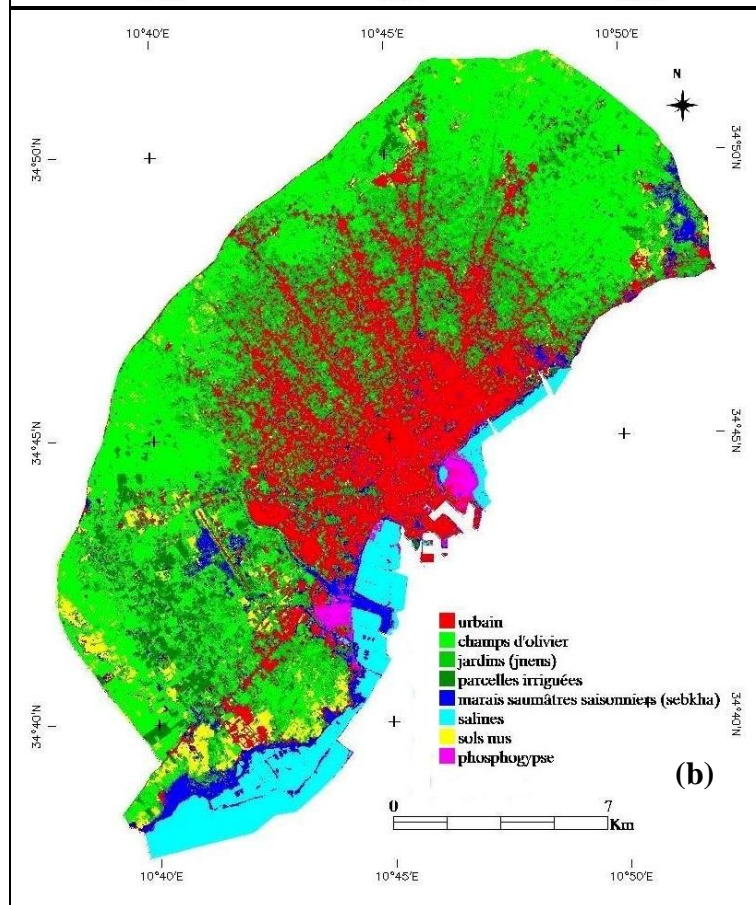 10°40'E 10°45'E 10°50'E
N
34°50'N 34°50'N
34°45'N 34°45'N
urbain
champs d'olivier
jardins (jnens)
parcelles irriguées
marais saumâtres saisonniers (sebkha)
salines
sols nus
phosphogypse
34°40'N 34°40'N
(b)
0 7
Km
10°40'E 10°45'E 10°50'E